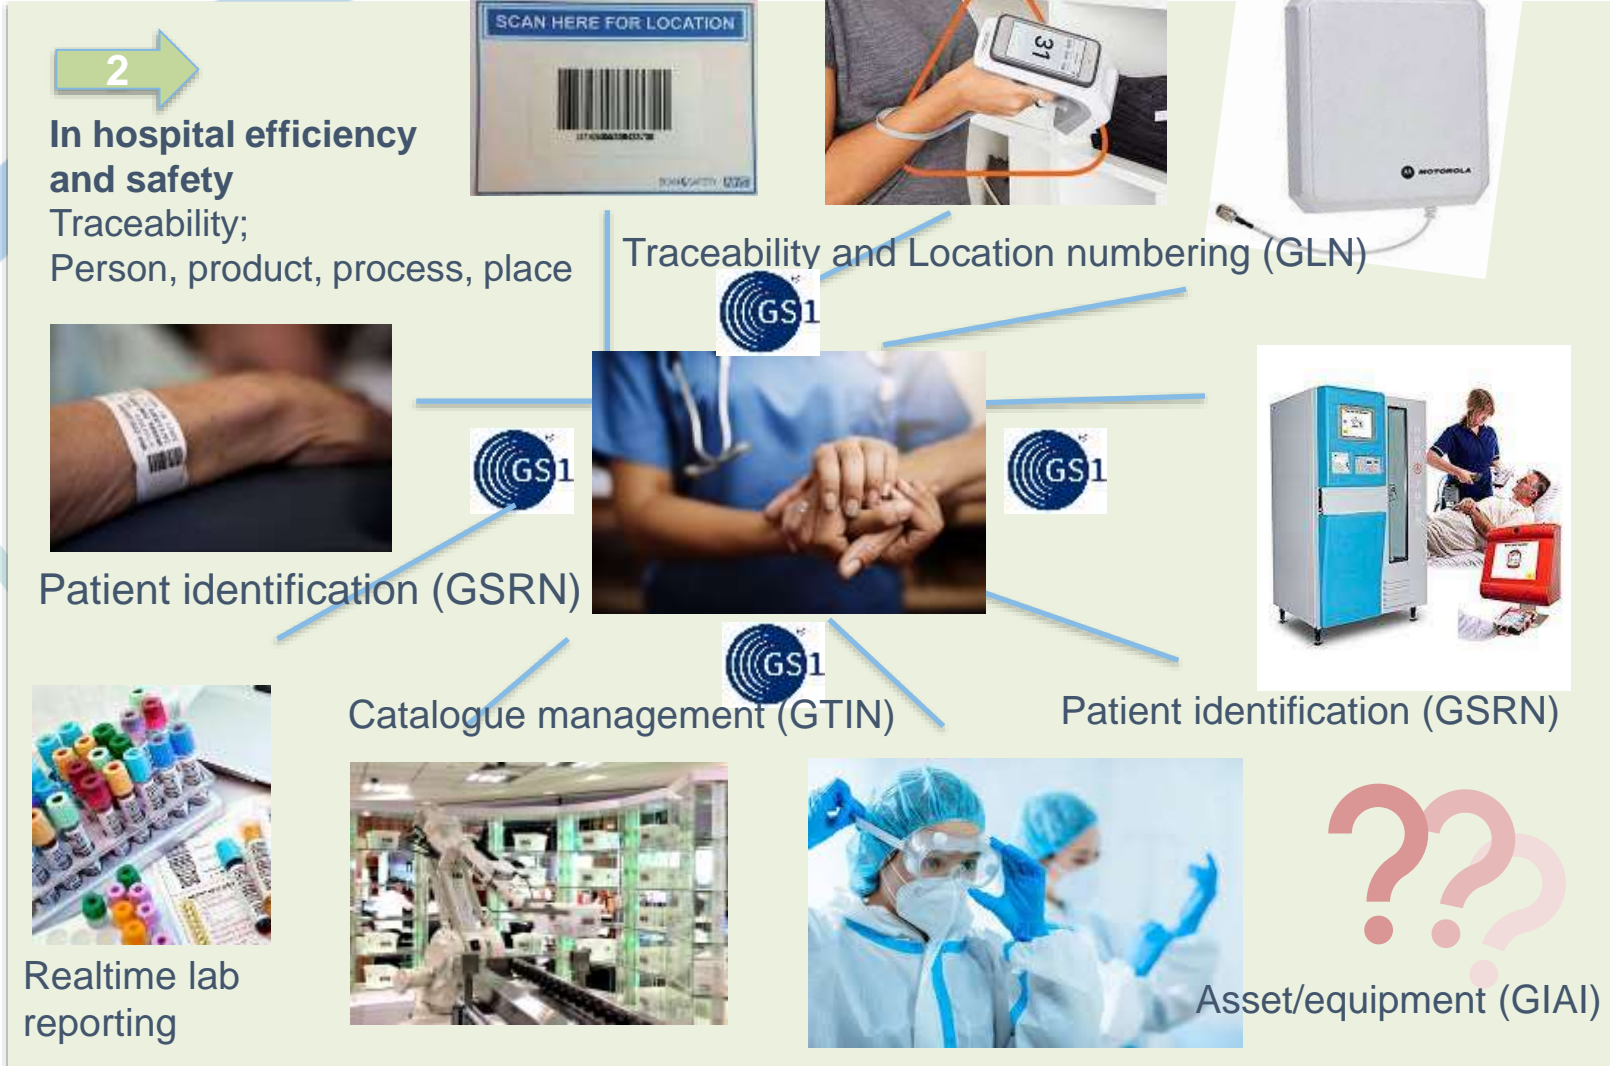 SCAN HERE FOR LOCATION
2
31
In hospital efficiency
and safety
Traceability;
Person, product, process, place
MOTOROLA
Traceability and Location numbering (GLN)
GS1
GS1
GS1
Patient identification (GSRN)
GS1
Catalogue management (GTIN)
Patient identification (GSRN)
Realtime lab
reporting
Asset/equipment (GIAI)
???